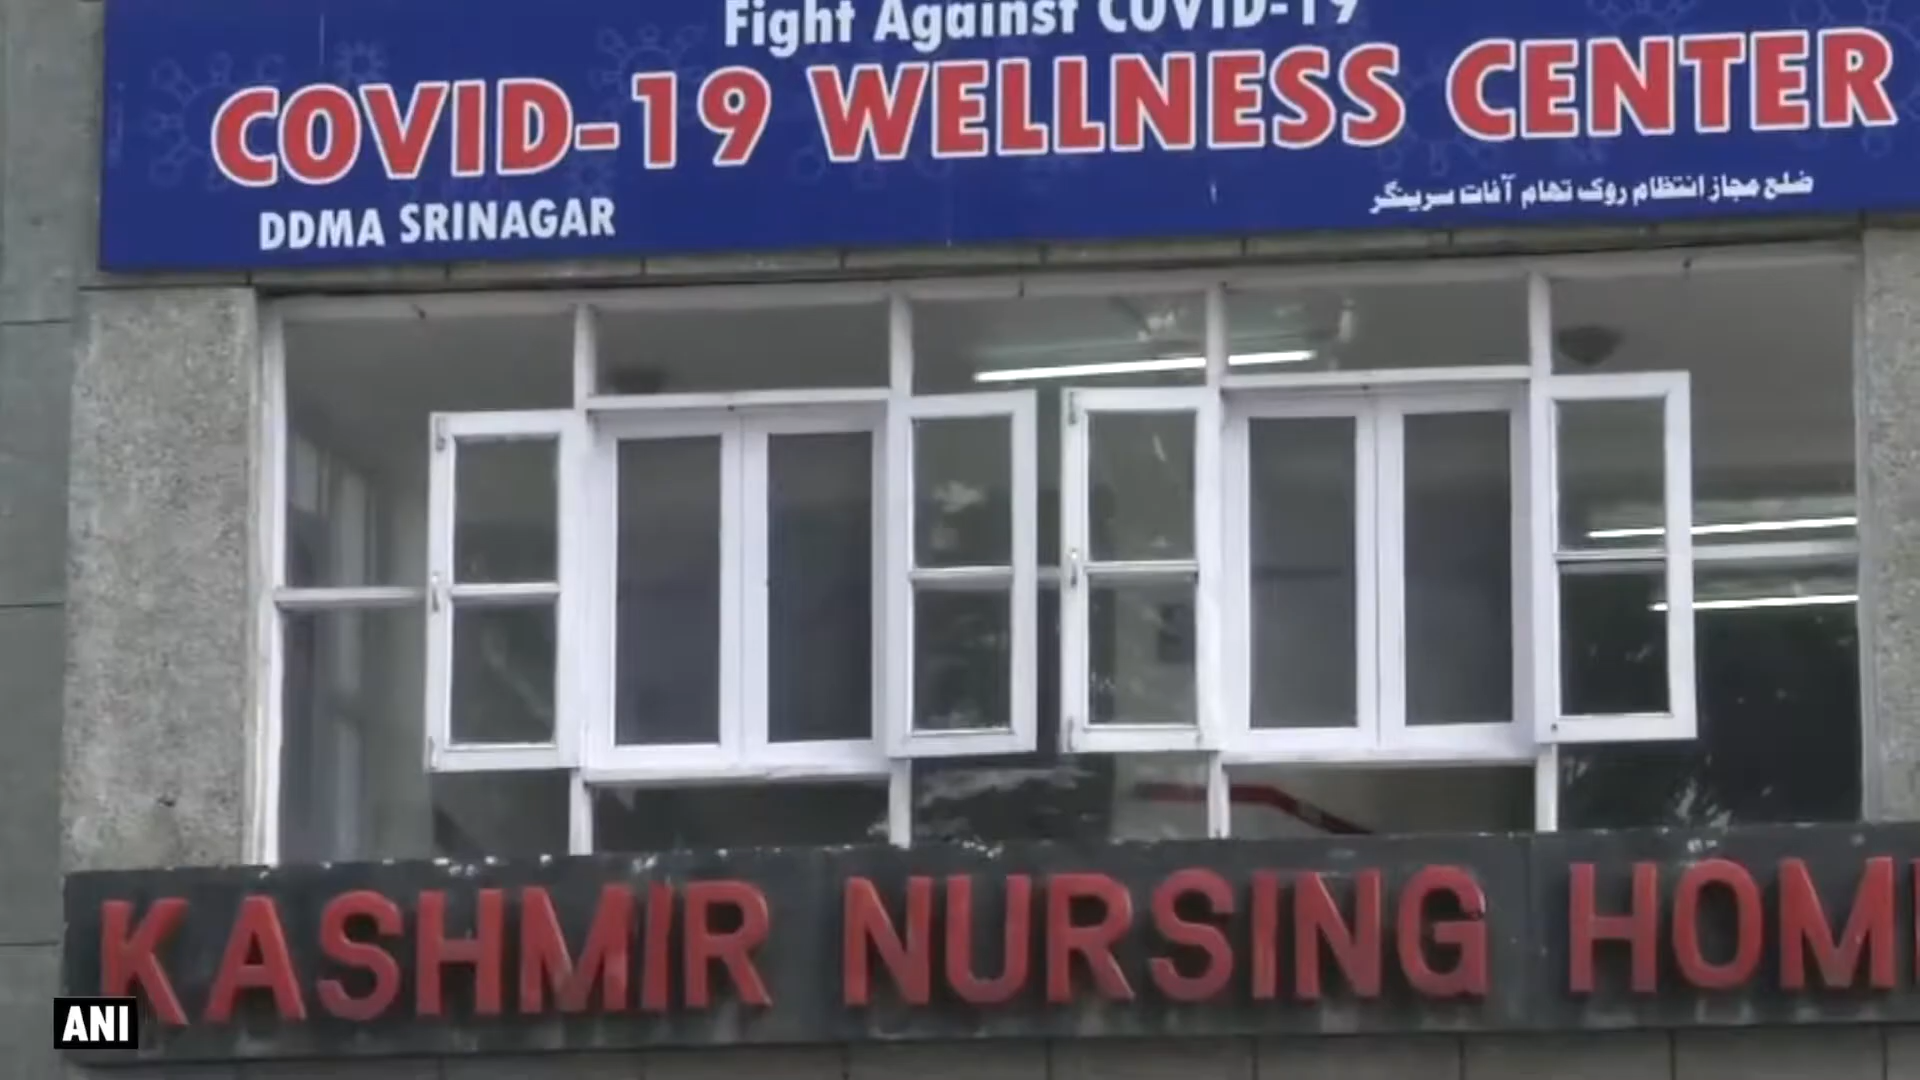 Fight Against COVID-19
COVID-19 WELLNESS CENTER
DDMA SRINAGAR
ضلع مجاز انتظام روک تھام آفات سرینگر
KASHMIR NURSING HOM
ANI